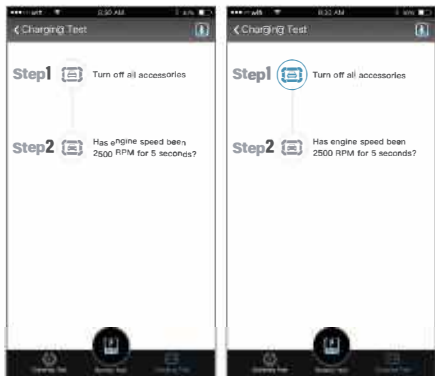 8:30 AM
Charging Test
Step1
Turn off all accessories
Step2
Has engine speed been
2500 RPM for 5 seconds?
8:30 AM
Charging Test
Step1
Turn off all accessories
Step2
Has engine speed been
2500 RPM for 5 seconds?